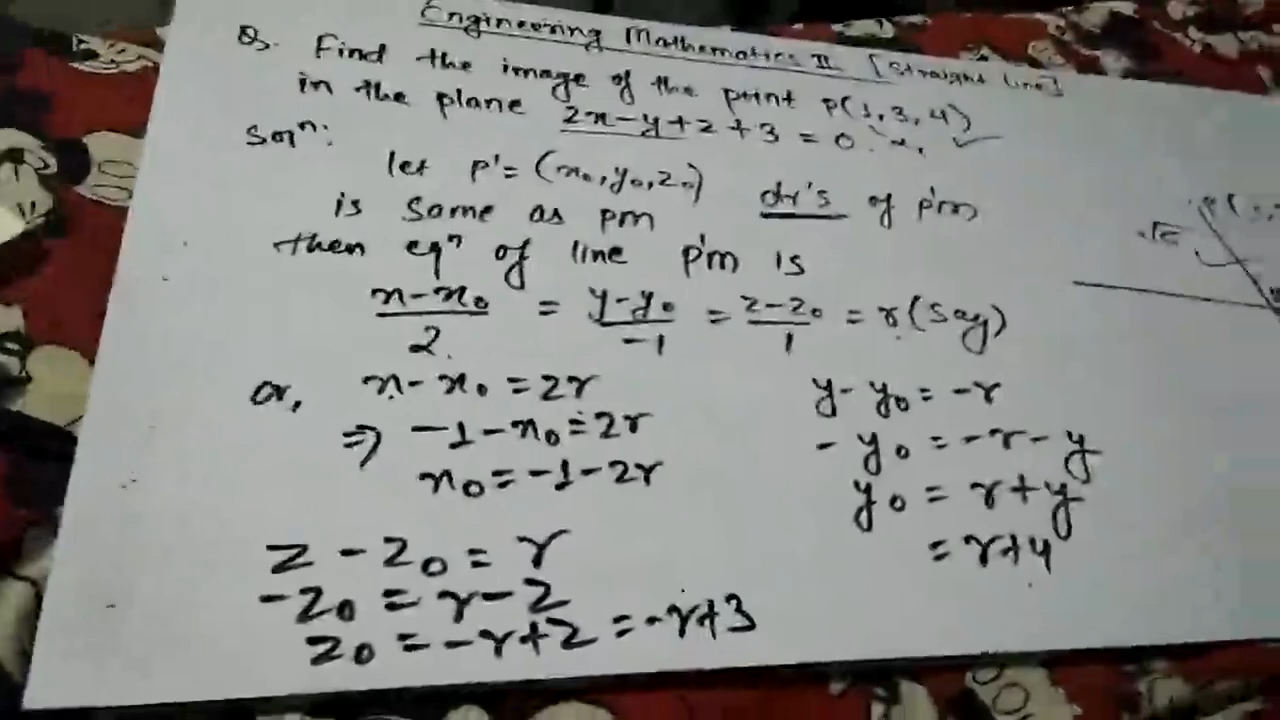 Engineering Mathematics II [Straight line]
Q. Find the image of the point P(1, 3, 4)
in the plane 2x-y+z+3=0.
Solⁿ:
let p'= (x₀, y₀, z₀) dr's of p'm
is same as pm
then eqⁿ of line p'm is
x-x₀/2 = y-y₀/-1 = z-z₀/1 = r (say)
or, x-x₀ = 2r
y-y₀ = -r
⇒ -1-x₀ = 2r
-y₀ = -r-y
x₀ = -1-2r
y₀ = r+y
= r+4
z-z₀ = r
-z₀ = r-z
z₀ = -r+z = -r+3